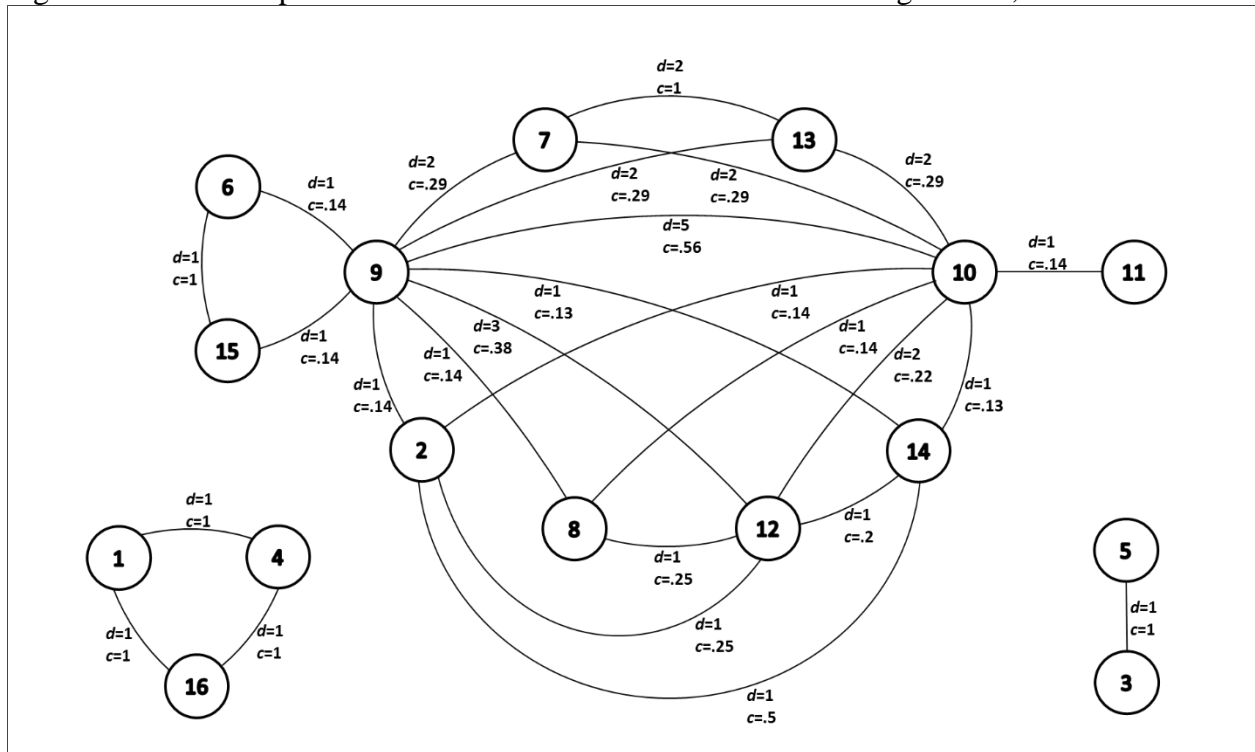 d=2
c=1
7
13
d=2
c=.29
d=2
c=.29
d=2
c=.29
d=2
c=.29
6
d=1
c=.14
d=5
c=.56
d=1
c=1
9
10
d=1
c=.14
11
15
d=1
c=.14
d=1
c=.13
d=1
c=.14
d=3
c=.38
d=1
c=.14
d=1
c=.14
d=2
c=.22
d=1
c=.14
d=1
c=.13
2
14
8
12
d=1
c=.2
d=1
c=.25
d=1
c=.25
d=1
c=.5
d=1
c=1
1
4
d=1
c=1
d=1
c=1
16
5
d=1
c=1
3